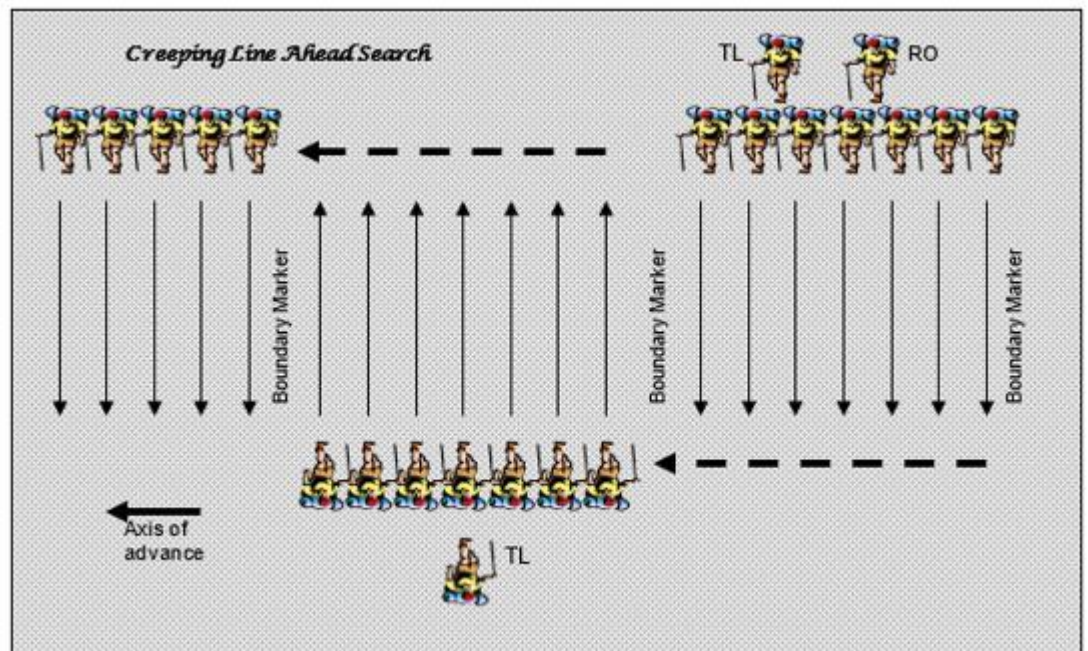 Creeping Line Ahead Search
TL
RO
Boundary Marker
Boundary Marker
Boundary Marker
Axis of
advance
TL